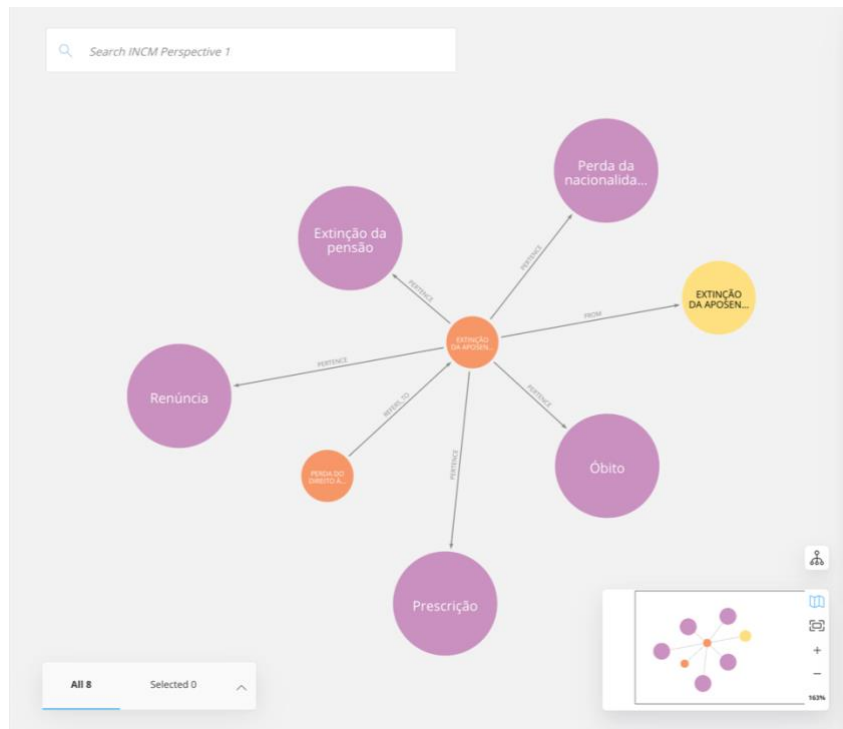 Search INCM Perspective 1
Perda da
nacionalida...
Extinção da
pensão
PERTENCE
PERTENCE
EXTINÇÃO
DA APOSEN...
FROM
EXTINÇÃO
DA APOSEN...
PERTENCE
Renúncia
REFERS_TO
PERTENCE
PERTENCE
Óbito
PERDA DO
DIREITO À...
Prescrição
All 8
Selected 0
+
−
163%